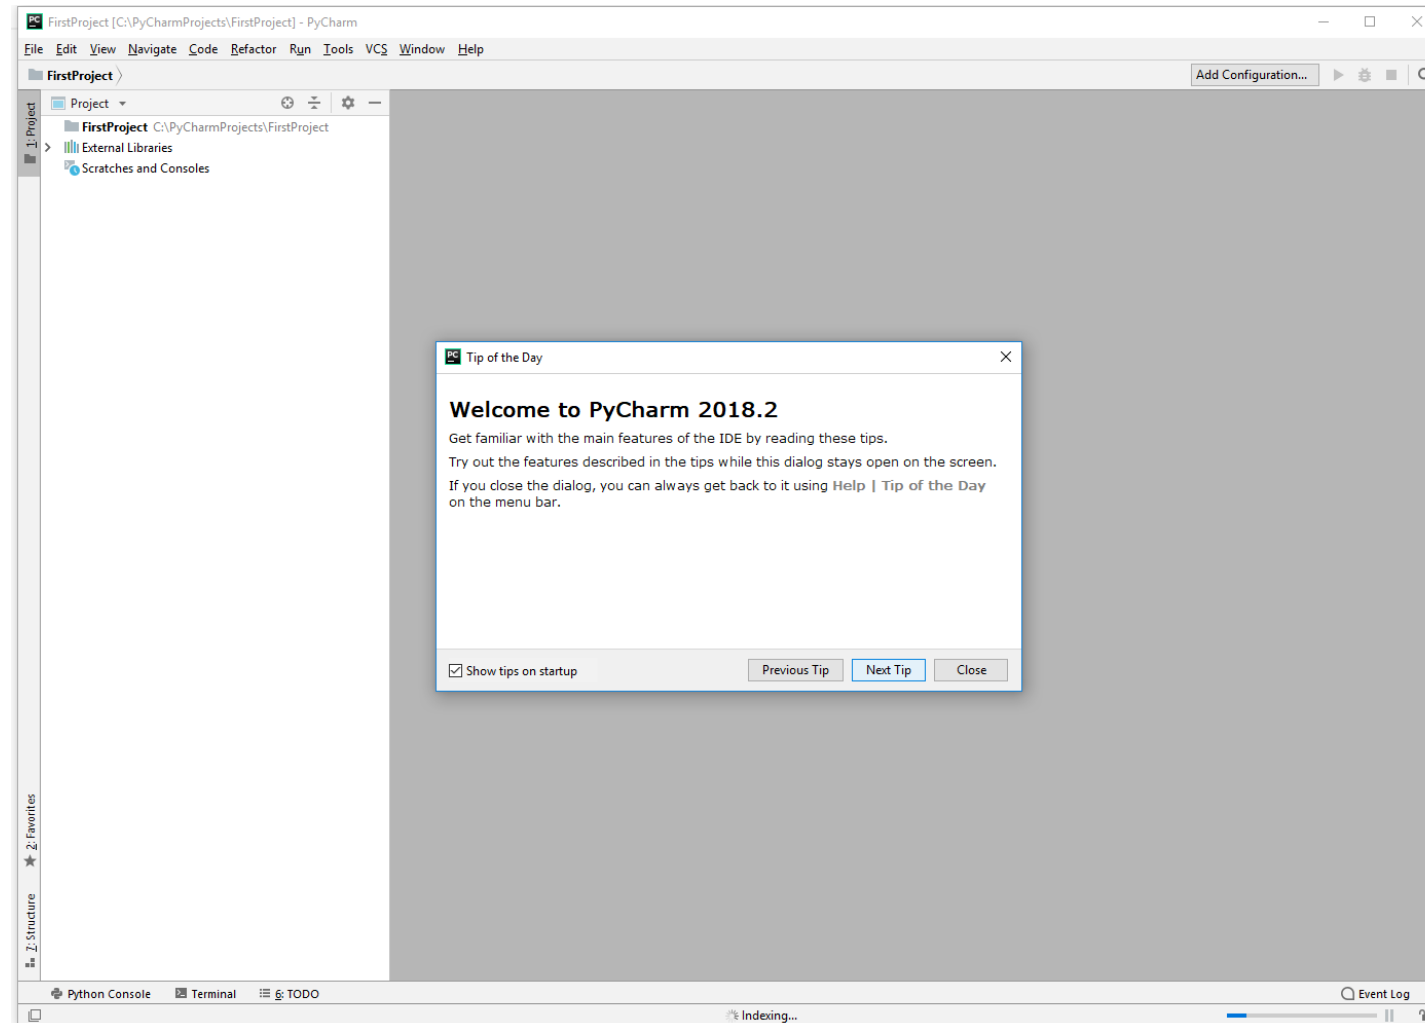 PC FirstProject [C:\PyCharmProjects\FirstProject] - PyCharm
File Edit View Navigate Code Refactor Run Tools VCS Window Help
FirstProject
Add Configuration...
1: Project
Project
FirstProject C:\PyCharmProjects\FirstProject
External Libraries
Scratches and Consoles
PC Tip of the Day
Welcome to PyCharm 2018.2
Get familiar with the main features of the IDE by reading these tips.
Try out the features described in the tips while this dialog stays open on the screen.
If you close the dialog, you can always get back to it using Help | Tip of the Day
on the menu bar.
Show tips on startup
Previous Tip
Next Tip
Close
2: Favorites
7: Structure
Python Console
Terminal
6: TODO
Event Log
Indexing...